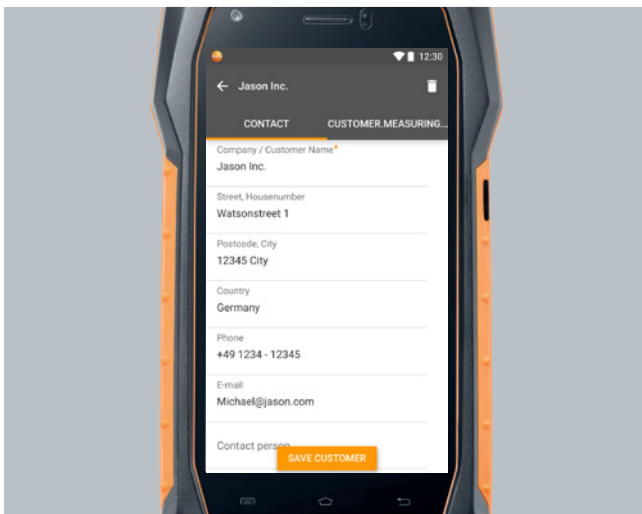 12:30
Jason Inc.
CONTACT CUSTOMER.MEASURING...
Company / Customer Name*
Jason Inc.
Street, Housenumber
Watsonstreet 1
Postcode, City
12345 City
Country
Germany
Phone
+49 1234 - 12345
E-mail
Michael@jason.com
Contact person
SAVE CUSTOMER